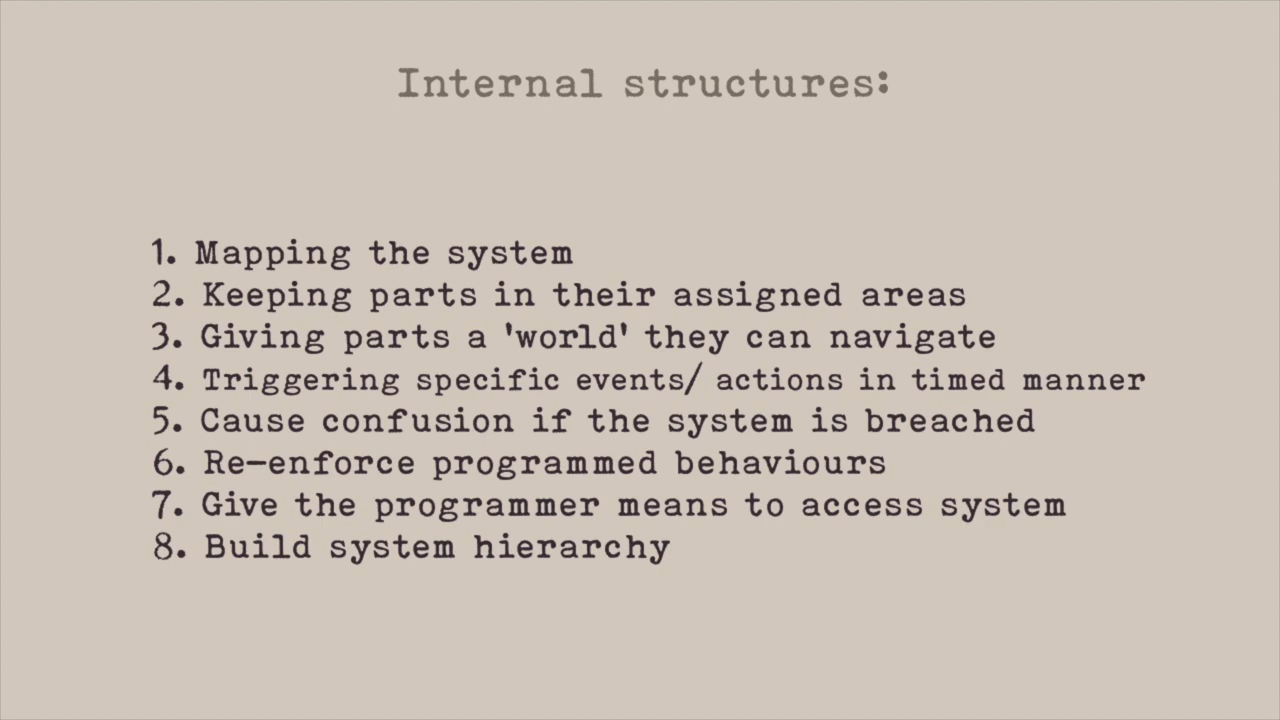 Internal structures:
1. Mapping the system
2. Keeping parts in their assigned areas
3. Giving parts a 'world' they can navigate
4. Triggering specific events/ actions in timed manner
5. Cause confusion if the system is breached
6. Re-enforce programmed behaviours
7. Give the programmer means to access system
8. Build system hierarchy